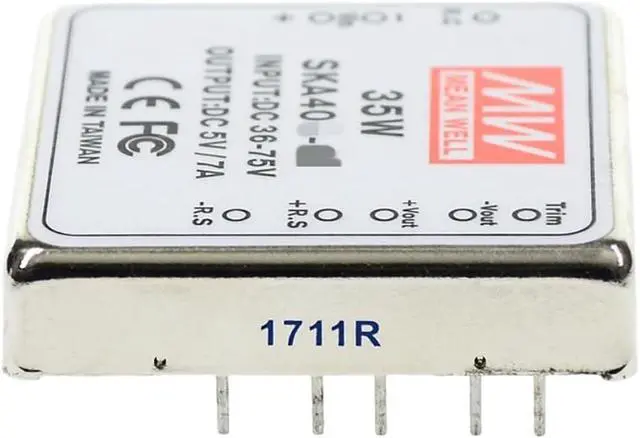 MW
MEAN WELL
35W
SKA40
INPUT:DC 36-75V
OUTPUT:DC 5V/7A
CE FC
MADE IN TAIWAN
-R.S
+R.S
+Vout
-Vout
Trim
1711R